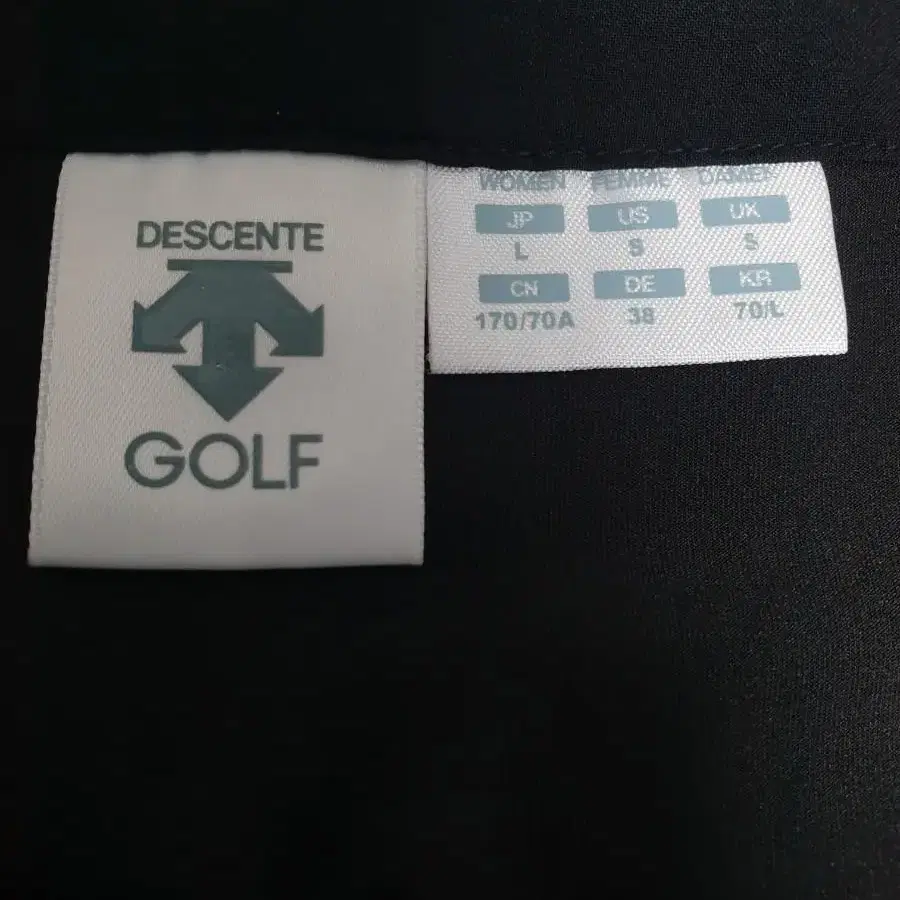 DESCENTE
GOLF
WOMEN FEMME DAMEN
JP US UK
L S S
CN DE KR
170/70A 38 70/L